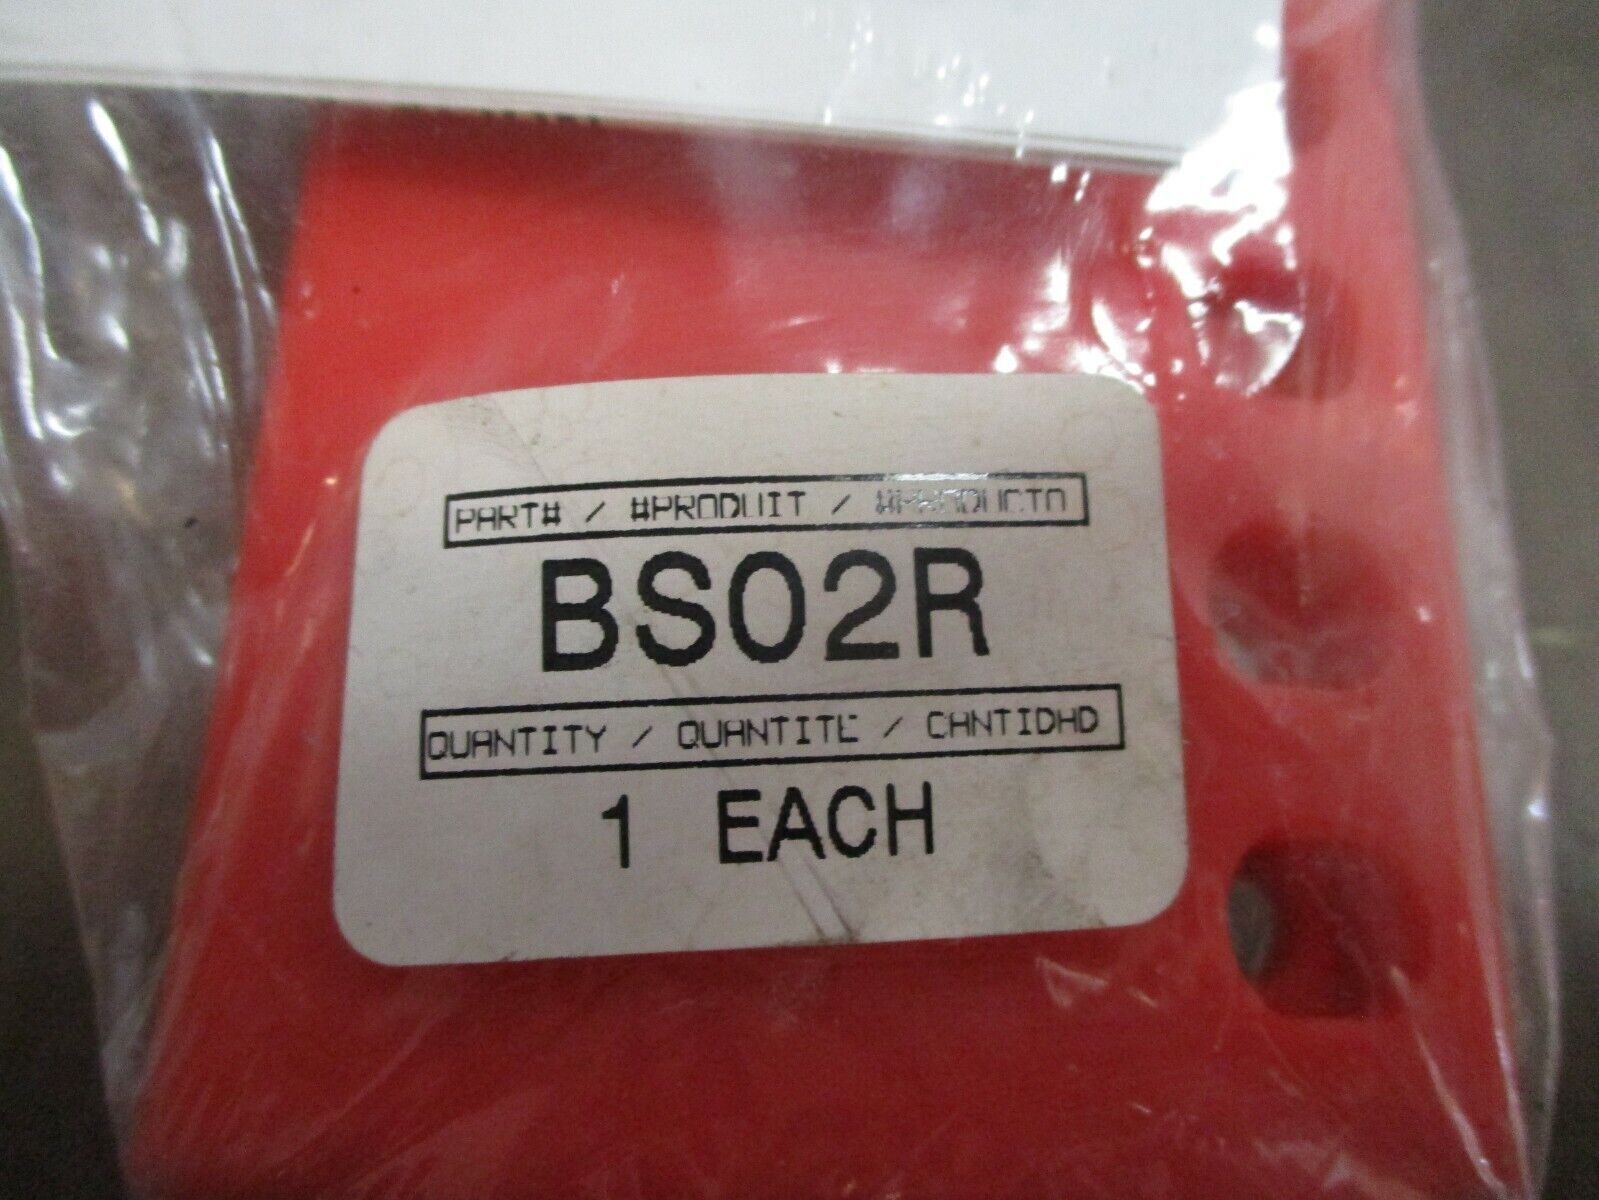 PART# / #PRODUIT / #PRODUCTO
BS02R
QUANTITY / QUANTITE / CANTIDAD
1 EACH